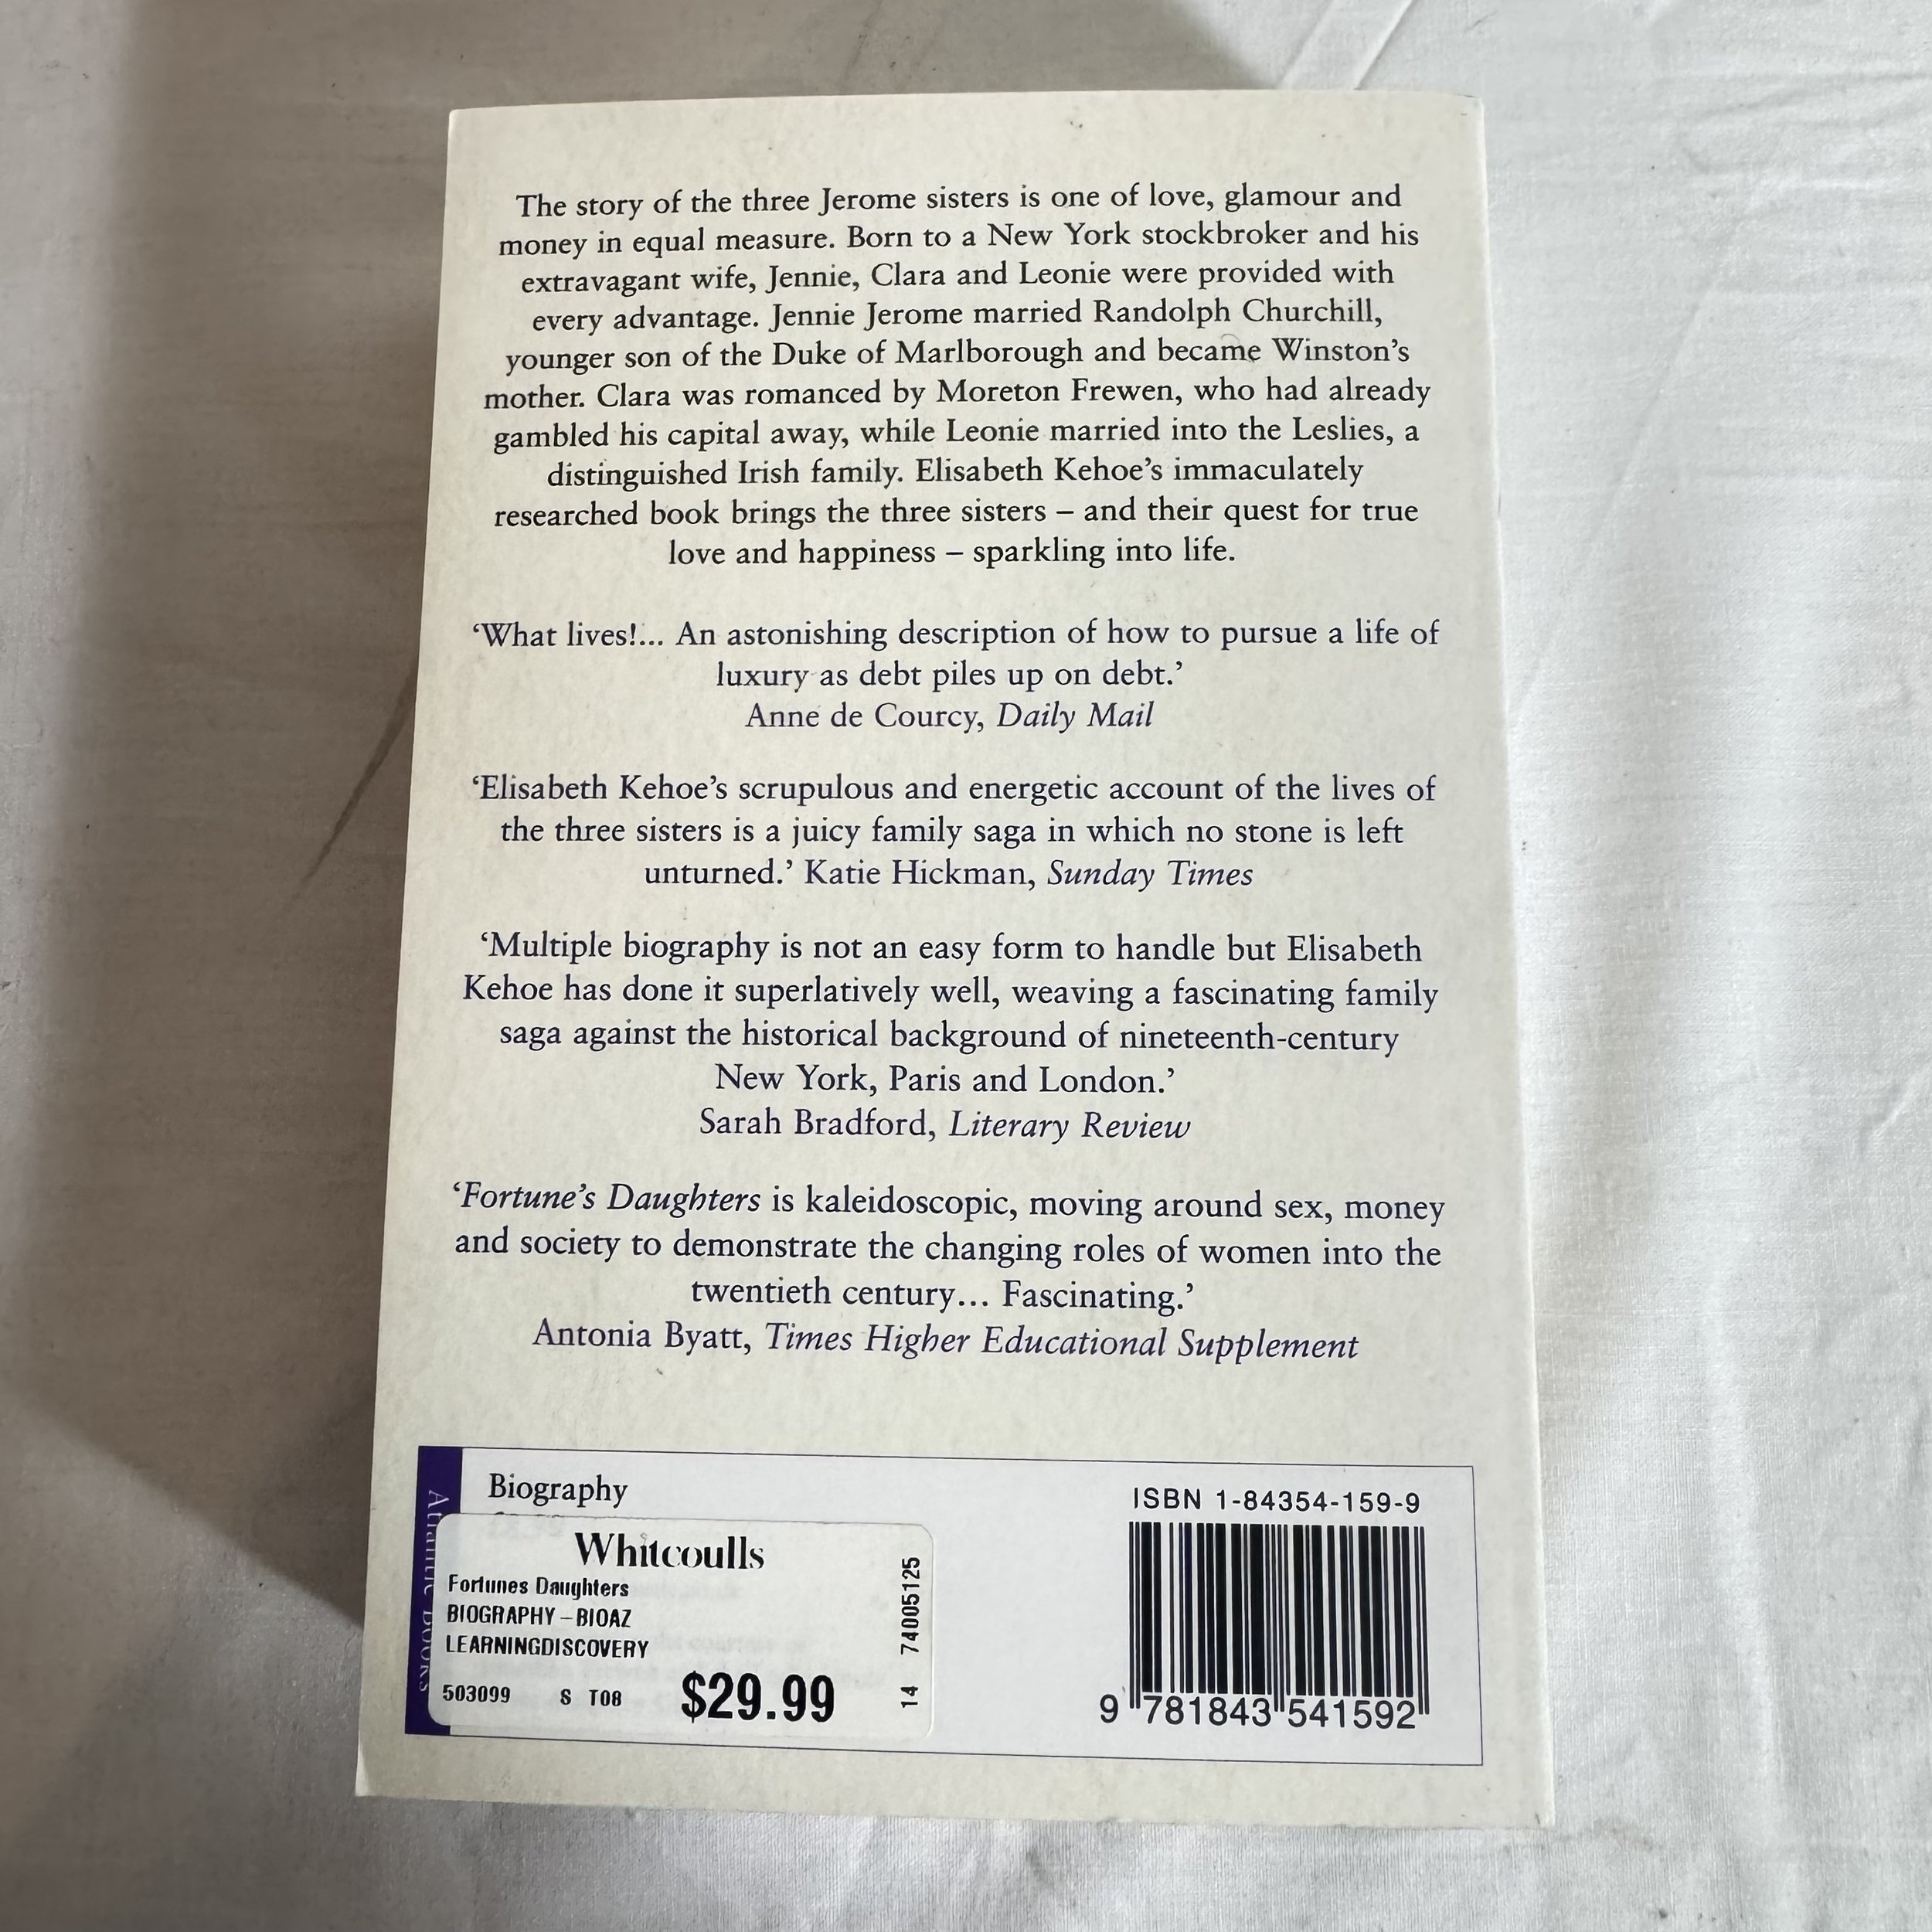 The story of the three Jerome sisters is one of love, glamour and
money in equal measure. Born to a New York stockbroker and his
extravagant wife, Jennie, Clara and Leonie were provided with
every advantage. Jennie Jerome married Randolph Churchill,
younger son of the Duke of Marlborough and became Winston's
mother. Clara was romanced by Moreton Frewen, who had already
gambled his capital away, while Leonie married into the Leslies, a
distinguished Irish family. Elisabeth Kehoe's immaculately
researched book brings the three sisters – and their quest for true
love and happiness – sparkling into life.
‘What lives!... An astonishing description of how to pursue a life of
luxury as debt piles up on debt.’
Anne de Courcy, Daily Mail
‘Elisabeth Kehoe’s scrupulous and energetic account of the lives of
the three sisters is a juicy family saga in which no stone is left
unturned.’ Katie Hickman, Sunday Times
‘Multiple biography is not an easy form to handle but Elisabeth
Kehoe has done it superlatively well, weaving a fascinating family
saga against the historical background of nineteenth-century
New York, Paris and London.’
Sarah Bradford, Literary Review
‘Fortune’s Daughters is kaleidoscopic, moving around sex, money
and society to demonstrate the changing roles of women into the
twentieth century… Fascinating.’
Antonia Byatt, Times Higher Educational Supplement
Atlantic Books
Biography
Whitcoulls
Fortunes Daughters
BIOGRAPHY – BIOAZ
LEARNINGDISCOVERY
503099 S T08 $29.99
14 74005125
ISBN 1-84354-159-9
9 781843 541592